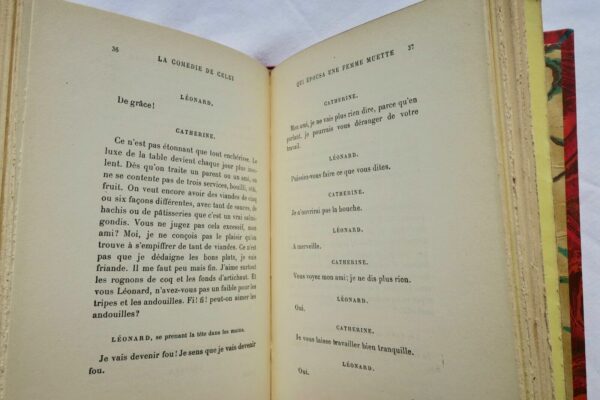 36
LA COMÉDIE DE CELUI
LÉONARD.
De grâce!
CATHERINE.
Ce n'est pas étonnant que tout enchérisse. Le
luxe de la table devient chaque jour plus inso-
lent. Dès qu'on traite un parent ou un ami, on
ne se contente pas de trois services, bouilli, rôti,
fruit. On veut encore avoir des viandes de cinq
ou six façons différentes, avec tant de sauces, de
hachis ou de pâtisseries que c'est un vrai salmi-
gondis. Vous ne jugez pas cela excessif, mon
ami? Moi, je ne conçois pas le plaisir qu'on
trouve à s'empiffrer de tant de viandes. Ce n'est
pas que je dédaigne les bons plats, je suis
friande. Il me faut peu mais fin. J'aime surtout
les rognons de coq et les fonds d'artichaut. Et
vous Léonard, n'avez-vous pas un faible pour les
tripes et les andouilles? Fi! fi! peut-on aimer les
andouilles?
LÉONARD, se prenant la tête dans les mains.
Je vais devenir fou! Je sens que je vais devenir
fou.
QUI ÉPOUSA UNE FEMME MUETTE
37
CATHERINE.
Mon ami, je ne vais plus rien dire, parce qu'en
parlant, je pourrais vous déranger de votre
travail.
LÉONARD.
Puissiez-vous faire ce que vous dites.
CATHERINE.
Je n'ouvrirai pas la bouche.
LÉONARD.
A merveille.
CATHERINE.
Vous voyez mon ami; je ne dis plus rien.
LÉONARD.
Oui.
CATHERINE.
Je vous laisse travailler bien tranquille.
LÉONARD.
Oui.